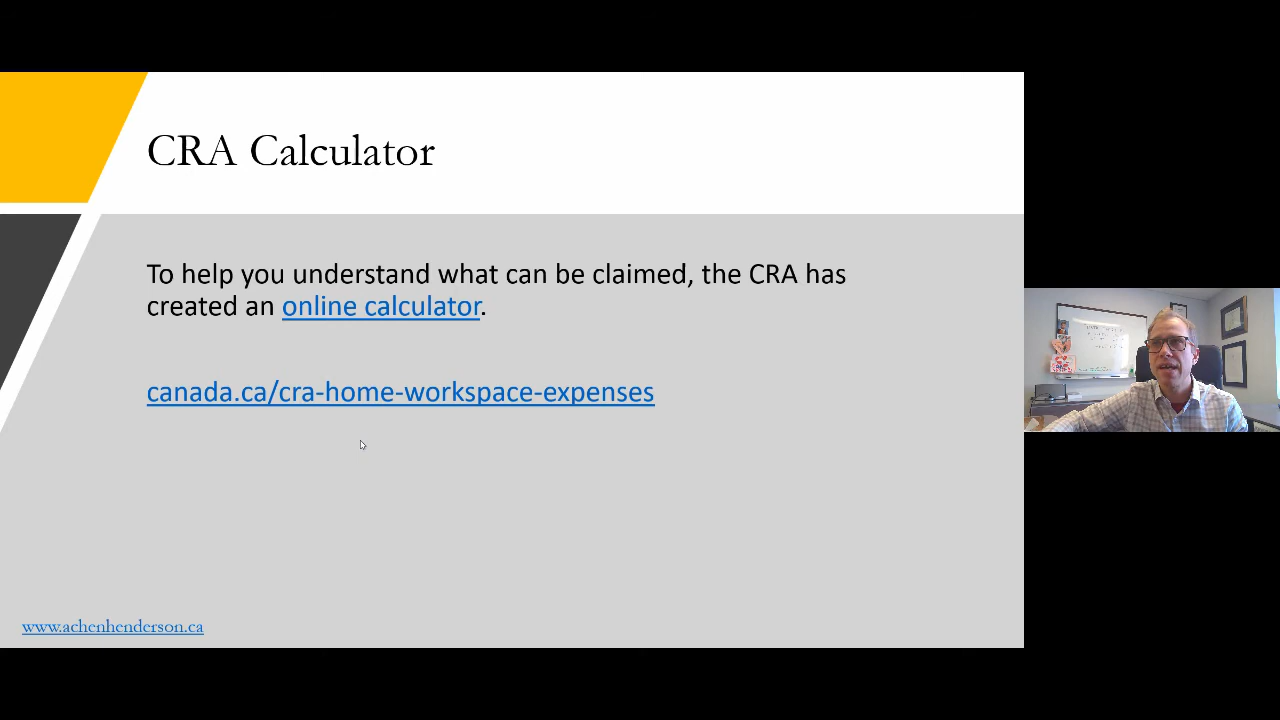 CRA Calculator
To help you understand what can be claimed, the CRA has
created an online calculator.
canada.ca/cra-home-workspace-expenses
www.achenhenderson.ca